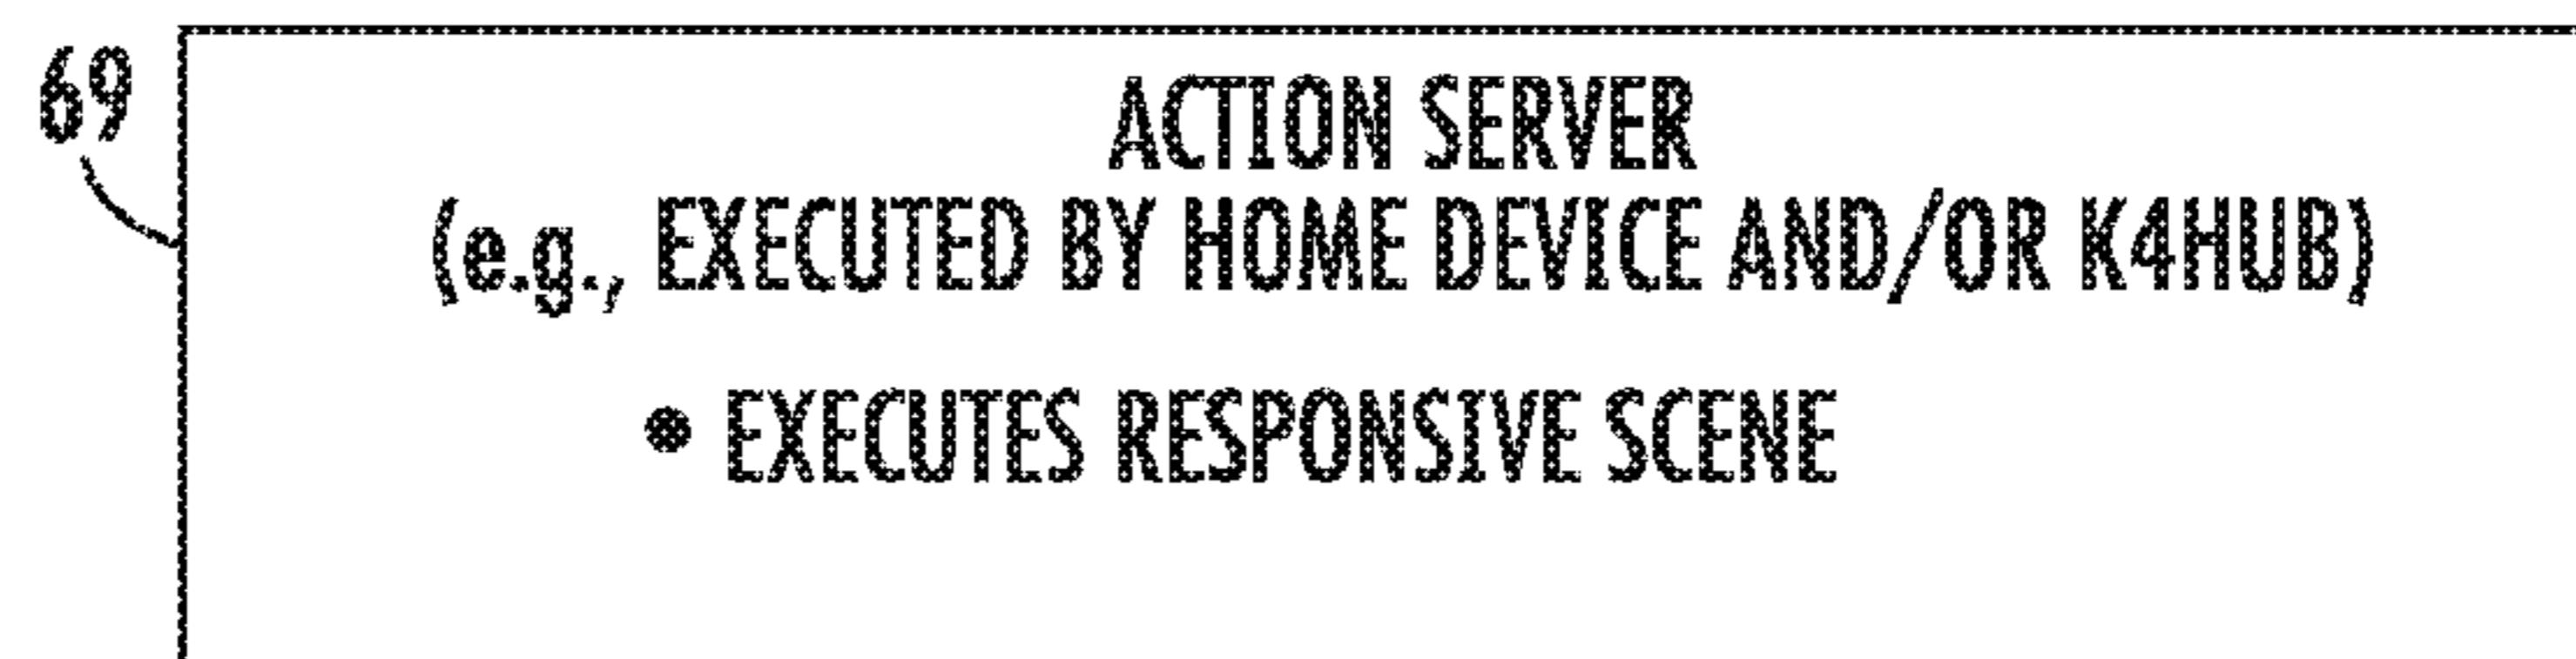 69
ACTION SERVER
(e.g., EXECUTED BY HOME DEVICE AND/OR K4HUB)
• EXECUTES RESPONSIVE SCENE